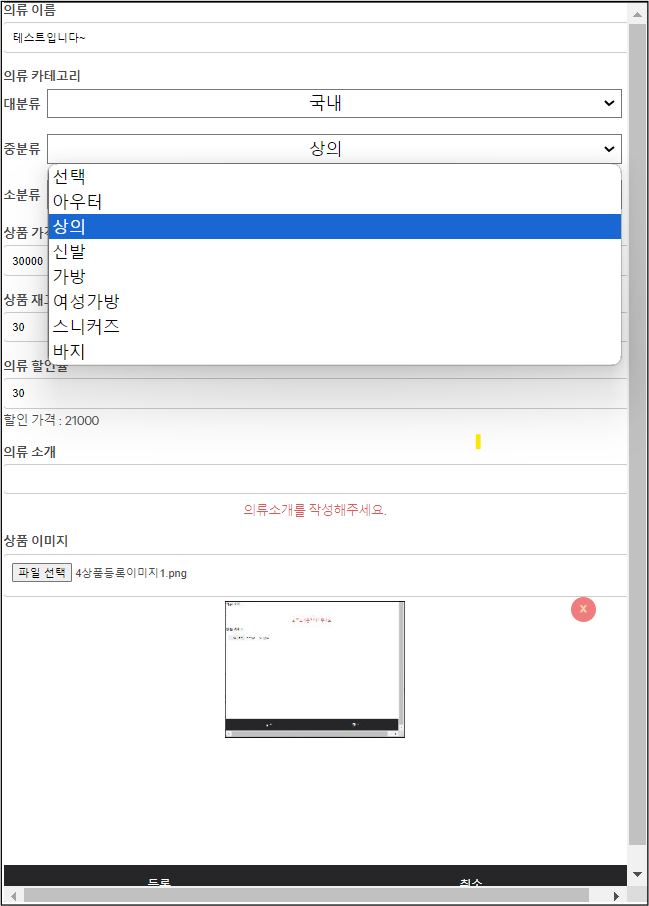 의류 이름
테스트입니다~
의류 카테고리
대분류 국내
중분류 상의
선택
소분류
아우터
상의
상품 가
신발
30000
가방
상품 재
여성가방
30 스니커즈
바지
의류 할인율
30
할인 가격 : 21000
의류 소개
의류소개를 작성해주세요.
상품 이미지
파일 선택 4상품등록이미지1.png
X
등록 취소